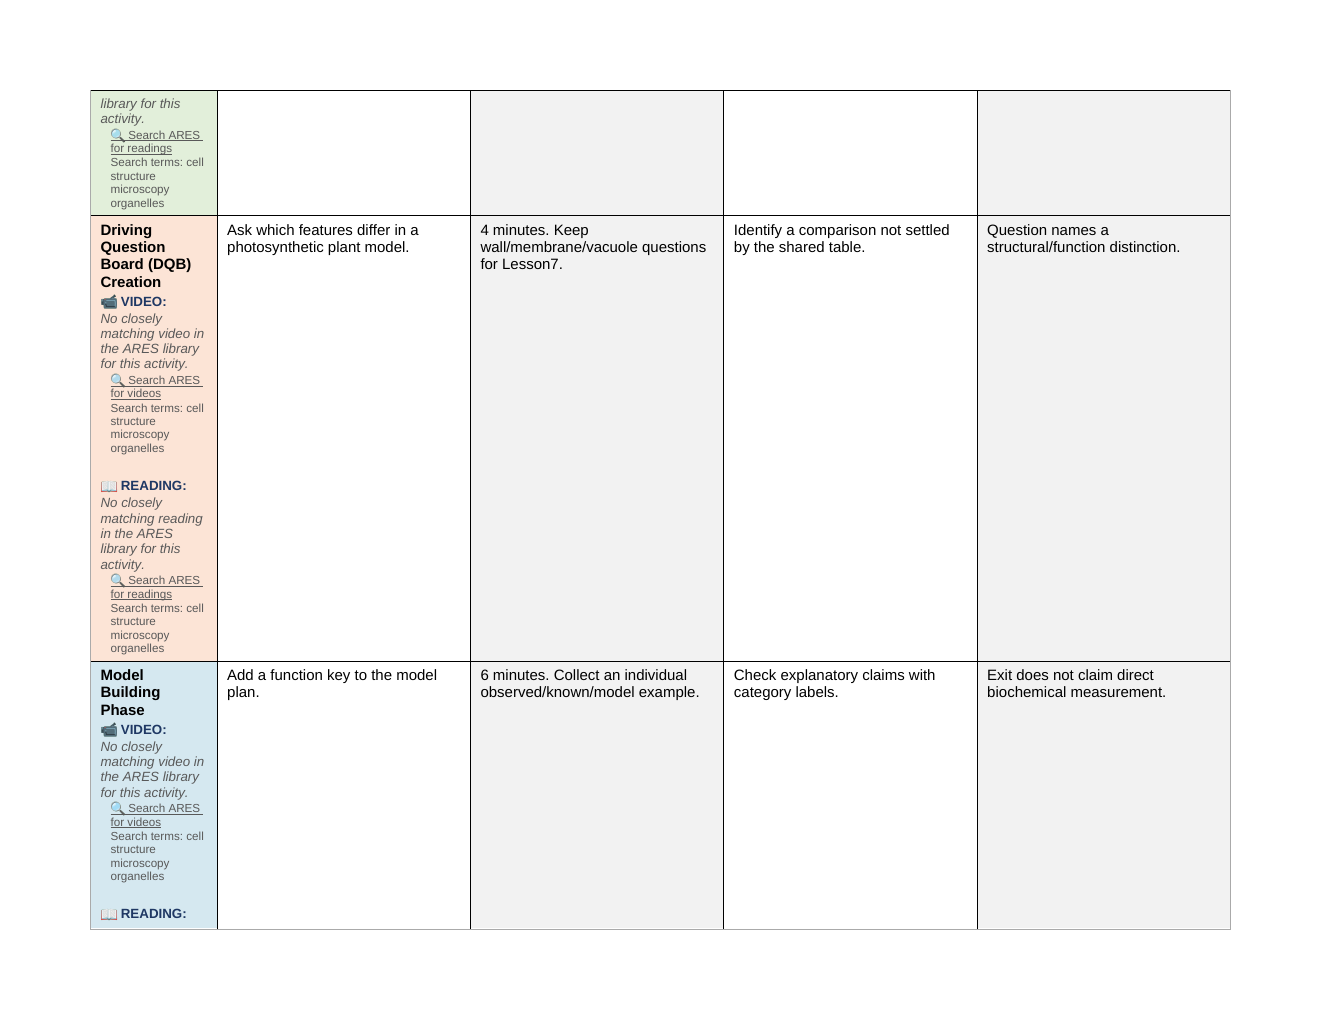 library for this
activity.
🔍 Search ARES
for readings
Search terms: cell
structure
microscopy
organelles
Driving
Question
Board (DQB)
Creation
📹 VIDEO:
No closely
matching video in
the ARES library
for this activity.
🔍 Search ARES
for videos
Search terms: cell
structure
microscopy
organelles
📖 READING:
No closely
matching reading
in the ARES
library for this
activity.
🔍 Search ARES
for readings
Search terms: cell
structure
microscopy
organelles
Ask which features differ in a
photosynthetic plant model.
4 minutes. Keep
wall/membrane/vacuole questions
for Lesson7.
Identify a comparison not settled
by the shared table.
Question names a
structural/function distinction.
Model
Building
Phase
📹 VIDEO:
No closely
matching video in
the ARES library
for this activity.
🔍 Search ARES
for videos
Search terms: cell
structure
microscopy
organelles
📖 READING:
Add a function key to the model
plan.
6 minutes. Collect an individual
observed/known/model example.
Check explanatory claims with
category labels.
Exit does not claim direct
biochemical measurement.